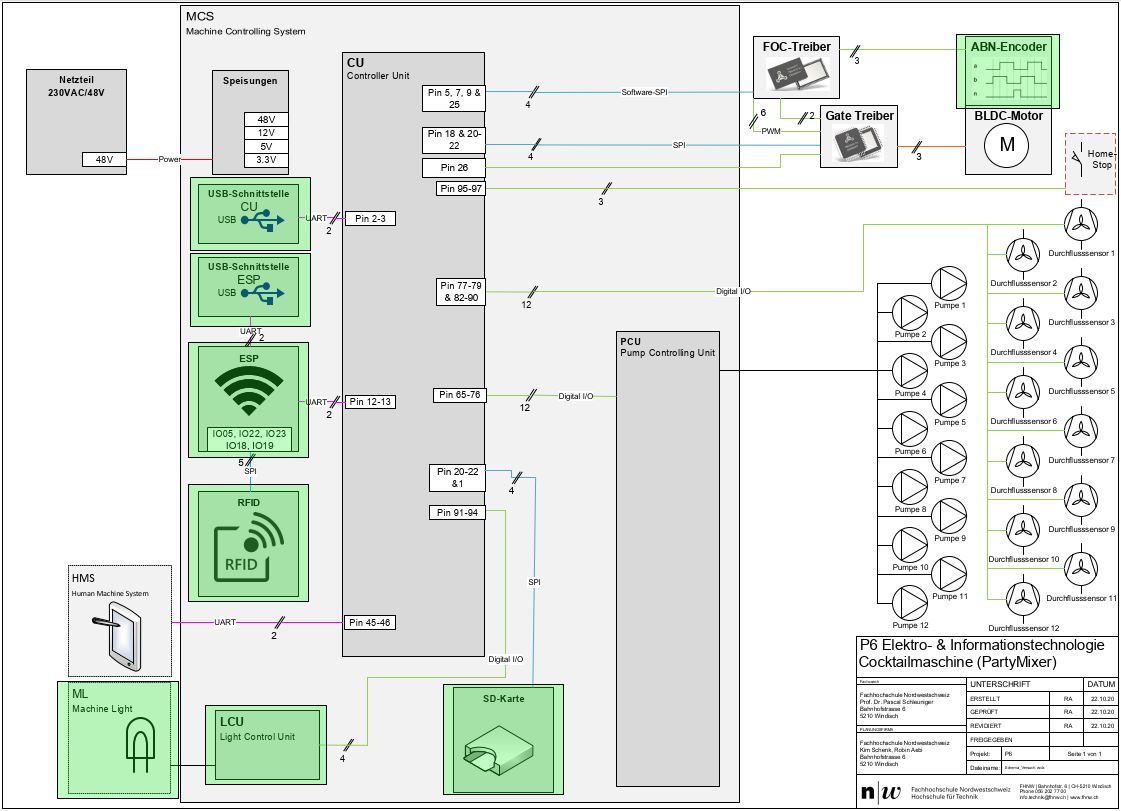 MCS
Machine Controlling System
Netzteil
230VAC/48V
48V
Power
Speisungen
48V
12V
5V
3.3V
USB-Schnittstelle
CU
USB
UART
2
Pin 2-3
USB-Schnittstelle
ESP
USB
UART
2
ESP
IO05, IO22, IO23
IO18, IO19
UART
2
Pin 12-13
5
SPI
RFID
RFID
HMS
Human Machine System
UART
2
Pin 45-46
ML
Machine Light
LCU
Light Control Unit
4
SD-Karte
CU
Controller Unit
Pin 5, 7, 9 &
25
4
Software-SPI
Pin 18 & 20-
22
4
SPI
Pin 26
Pin 95-97
3
Pin 77-79
& 82-90
12
Digital I/O
Pin 65-76
12
Digital I/O
Pin 20-22
&1
4
SPI
Pin 91-94
Digital I/O
PCU
Pump Controlling Unit
FOC-Treiber
3
6
2
PWM
Gate Treiber
3
ABN-Encoder
a
b
n
BLDC-Motor
M
Home-
Stop
Durchflusssensor 1
Durchflusssensor 2
Durchflusssensor 3
Durchflusssensor 4
Durchflusssensor 5
Durchflusssensor 6
Durchflusssensor 7
Durchflusssensor 8
Durchflusssensor 9
Durchflusssensor 10
Durchflusssensor 11
Durchflusssensor 12
Pumpe 1
Pumpe 2
Pumpe 3
Pumpe 4
Pumpe 5
Pumpe 6
Pumpe 7
Pumpe 8
Pumpe 9
Pumpe 10
Pumpe 11
Pumpe 12
P6 Elektro- & Informationstechnologie
Cocktailmaschine (PartyMixer)
Fachhochschule Nordwestschweiz
Prof. Dr. Pascal Schleuniger
Bahnhofstrasse 6
5210 Windisch
PLANUNGSFIRMA
Fachhochschule Nordwestschweiz
Kim Schenk, Robin Aebi
Bahnhofstrasse 6
5210 Windisch
UNTERSCHRIFT DATUM
ERSTELLT RA 22.10.20
GEPRÜFT RA 22.10.20
REVIDIERT RA 22.10.20
FREIGEGEBEN
Projekt: P6 Seite 1 von 1
Dateiname:
n w
Fachhochschule Nordwestschweiz
Hochschule für Technik
FHNW | Bahnhofstr. 6 | CH-5210 Windisch
Phone 056 202 77 00
info.technik@fhnw.ch | www.fhnw.ch